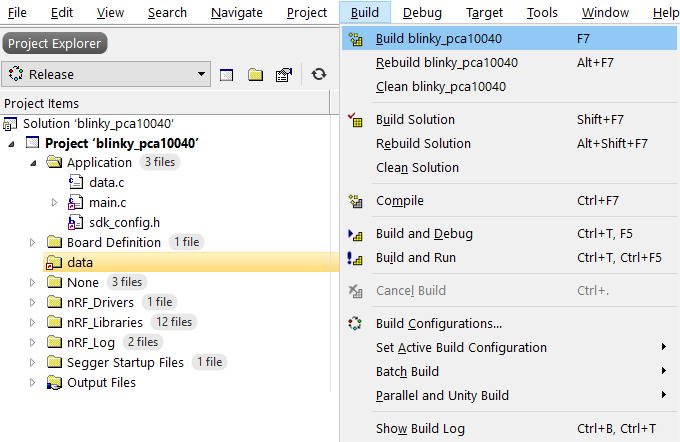 File Edit View Search Navigate Project Build Debug Target Tools Window Help
Project Explorer
Release
Project Items
Solution 'blinky_pca10040'
Project 'blinky_pca10040'
Application 3 files
data.c
main.c
sdk_config.h
Board Definition 1 file
data
None 3 files
nRF_Drivers 1 file
nRF_Libraries 12 files
nRF_Log 2 files
Segger Startup Files 1 file
Output Files
Build blinky_pca10040 F7
Rebuild blinky_pca10040 Alt+F7
Clean blinky_pca10040
Build Solution Shift+F7
Rebuild Solution Alt+Shift+F7
Clean Solution
Compile Ctrl+F7
Build and Debug Ctrl+T, F5
Build and Run Ctrl+T, Ctrl+F5
Cancel Build Ctrl+.
Build Configurations...
Set Active Build Configuration
Batch Build
Parallel and Unity Build
Show Build Log Ctrl+B, Ctrl+T